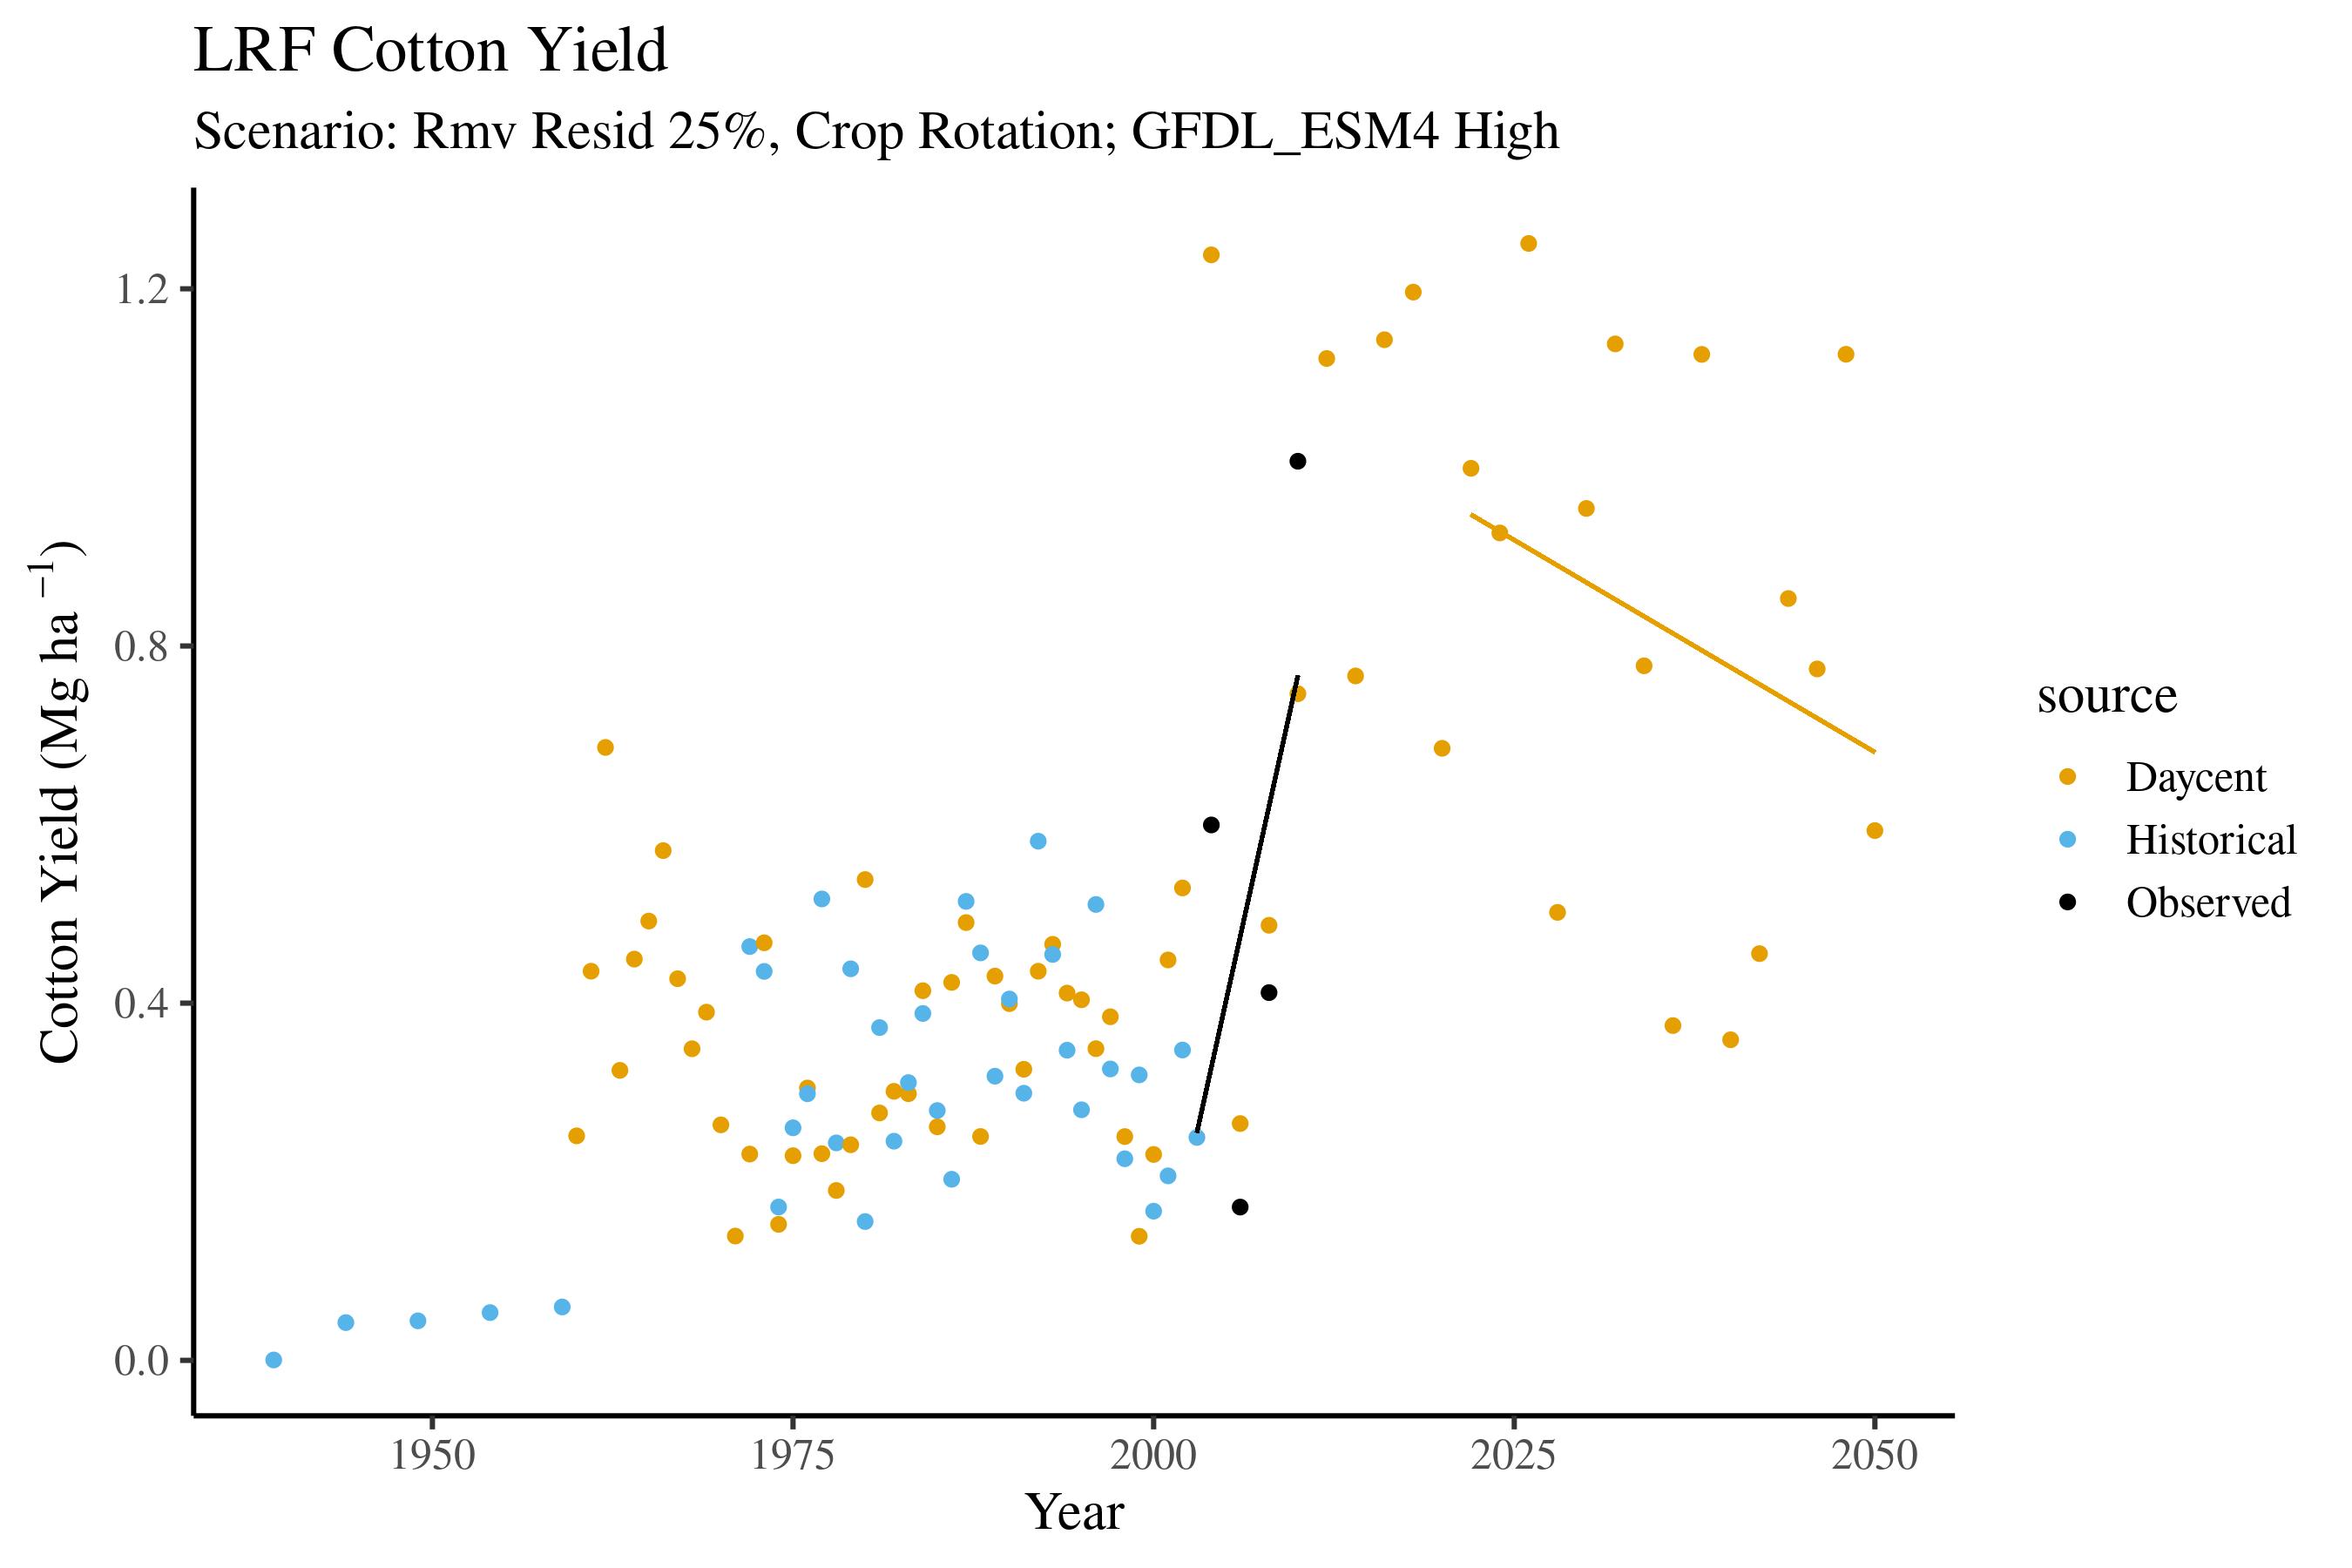 LRF Cotton Yield
Scenario: Rmv Resid 25%, Crop Rotation; GFDL_ESM4 High
Cotton Yield (Mg ha⁻¹)
1.2
0.8
0.4
0.0
1950 1975 2000 2025 2050
Year
source
Daycent
Historical
Observed